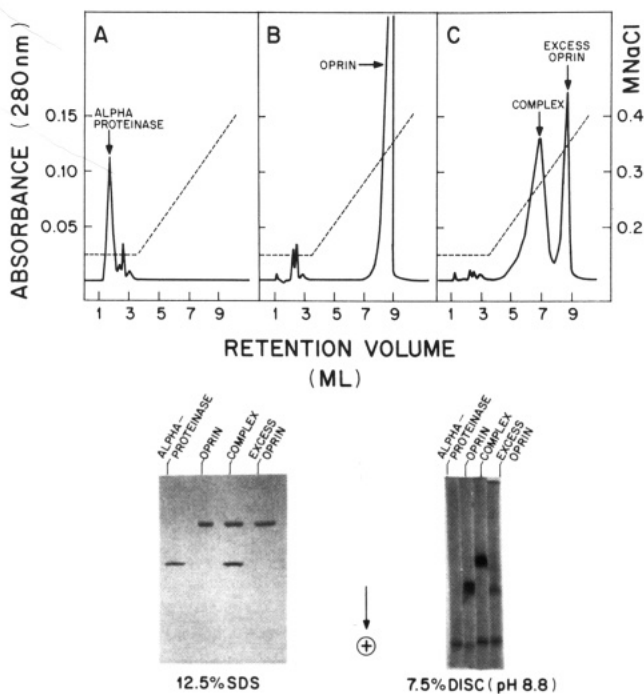 A
B
C
ABSORBANCE (280nm)
MNaCl
ALPHA
PROTEINASE
OPRIN
COMPLEX
EXCESS
OPRIN
0.15
0.10
0.05
0.4
0.3
0.2
1 3 5 7 9
1 3 5 7 9
1 3 5 7 9
RETENTION VOLUME
(ML)
ALPHA-
PROTEINASE
OPRIN
COMPLEX
EXCESS
OPRIN
ALPHA-
PROTEINASE
OPRIN
COMPLEX
EXCESS
OPRIN
+
12.5% SDS
7.5% DISC (pH 8.8)